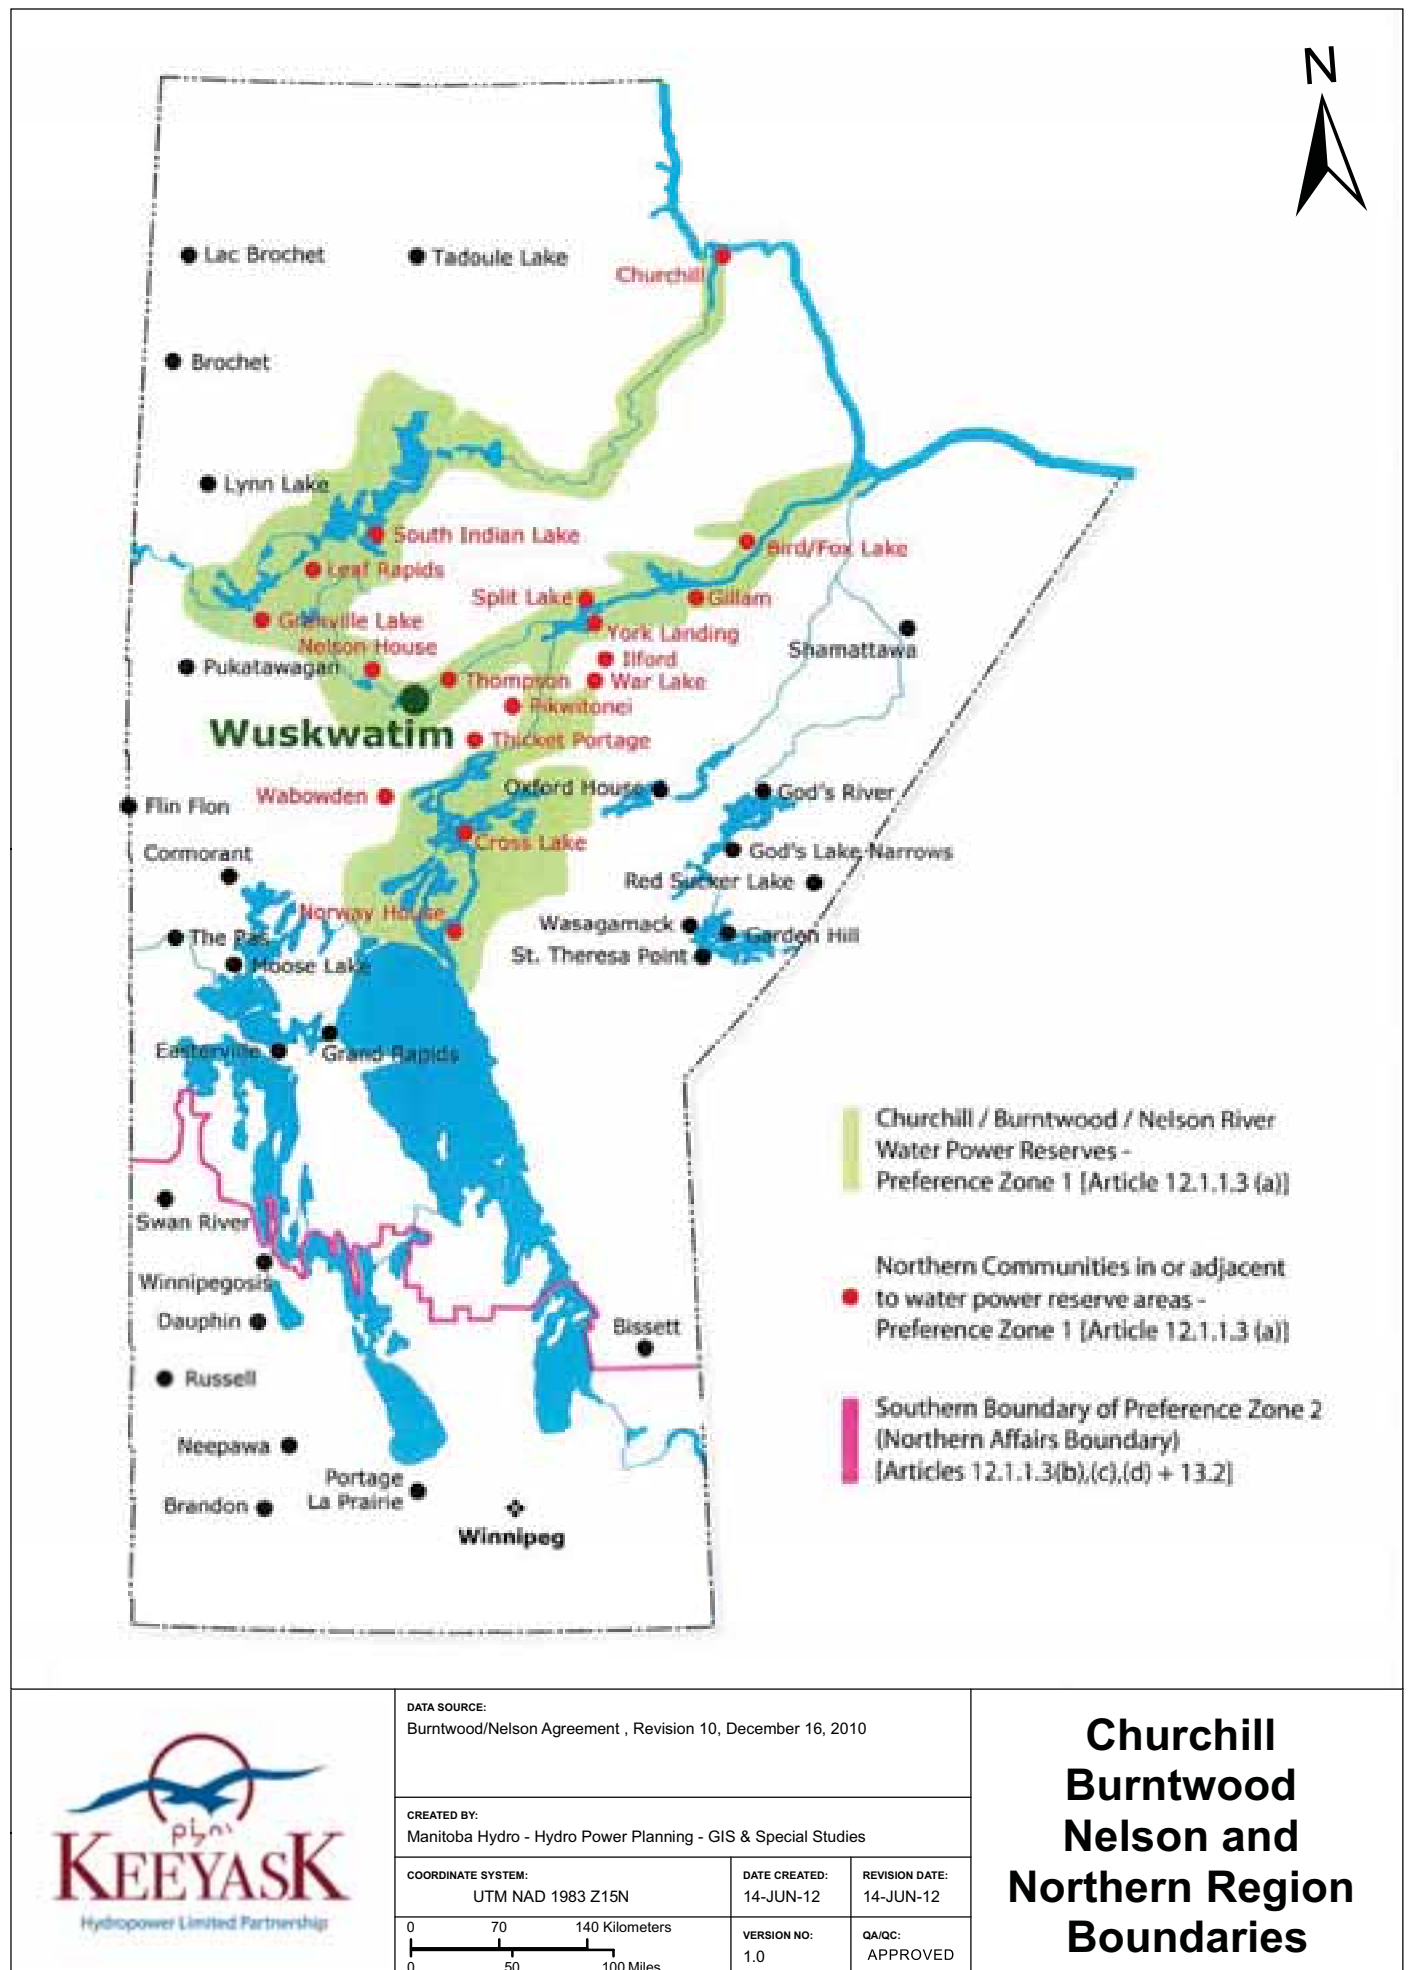 N
Lac Brochet
Tadoule Lake
Churchill
Brochet
Lynn Lake
South Indian Lake
Bird/Fox Lake
Leaf Rapids
Split Lake
Gillam
Grenville Lake
York Landing
Nelson House
Shamattawa
Ilford
Pukatawagan
Thompson
War Lake
Pikwitonei
Wuskwatim
Thicket Portage
Oxford House
God's River
Wabowden
Flin Flon
Cross Lake
Cormorant
God's Lake Narrows
Red Sucker Lake
Norway House
Wasagamack
The Pas
Garden Hill
St. Theresa Point
Moose Lake
Easterville
Grand Rapids
Swan River
Winnipegosis
Dauphin
Bissett
Russell
Neepawa
Portage
La Prairie
Brandon
Winnipeg
Churchill / Burntwood / Nelson River
Water Power Reserves -
Preference Zone 1 [Article 12.1.1.3 (a)]
Northern Communities in or adjacent
to water power reserve areas -
Preference Zone 1 [Article 12.1.1.3 (a)]
Southern Boundary of Preference Zone 2
(Northern Affairs Boundary)
[Articles 12.1.1.3(b),(c),(d) + 13.2]
KEEYASK
Hydropower Limited Partnership
DATA SOURCE:
Burntwood/Nelson Agreement , Revision 10, December 16, 2010
CREATED BY:
Manitoba Hydro - Hydro Power Planning - GIS & Special Studies
COORDINATE SYSTEM:
UTM NAD 1983 Z15N
DATE CREATED:
14-JUN-12
REVISION DATE:
14-JUN-12
0 70 140 Kilometers
0 50 100 Miles
VERSION NO:
1.0
QA/QC:
APPROVED
Churchill
Burntwood
Nelson and
Northern Region
Boundaries